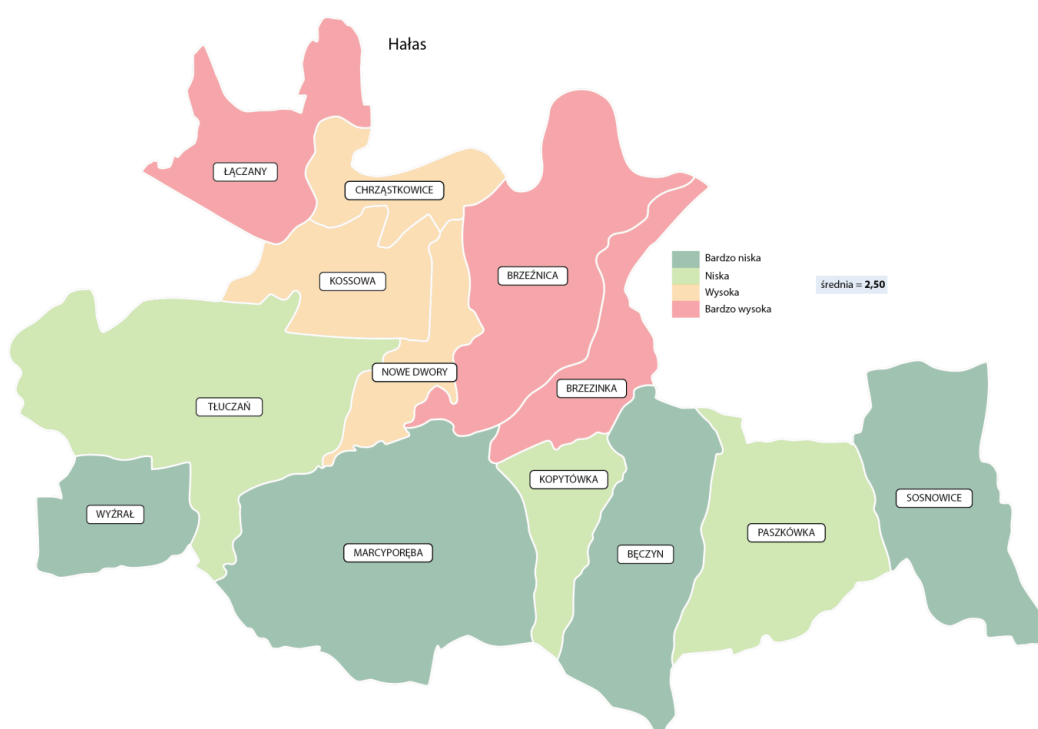 Hałas
ŁĄCZANY
CHRZĄSTKOWICE
KOSSOWA
BRZEŹNICA
Bardzo niska
Niska
Wysoka
Bardzo wysoka
średnia = 2,50
NOWE DWORY
BRZEZINKA
TŁUCZAŃ
KOPYTÓWKA
SOSNOWICE
WYŹRAŁ
PASZKÓWKA
MARCYPORĘBA
BĘCZYN